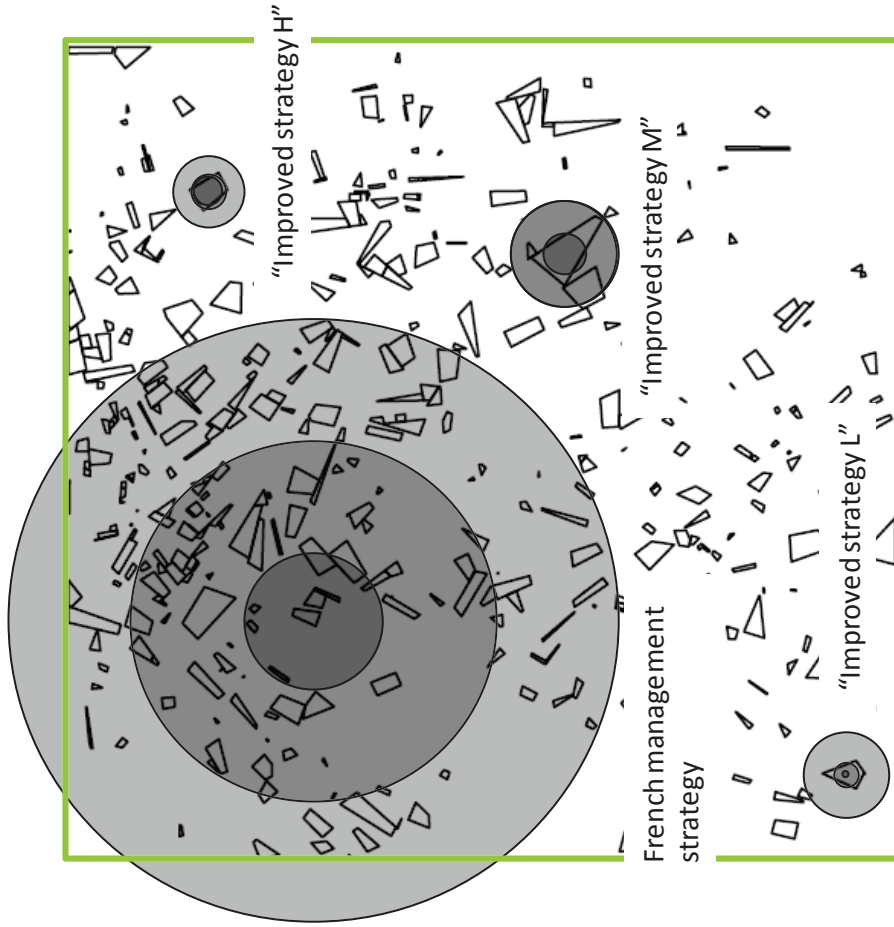 “Improved strategy H”
“Improved strategy M”
French management
strategy
“Improved strategy L”